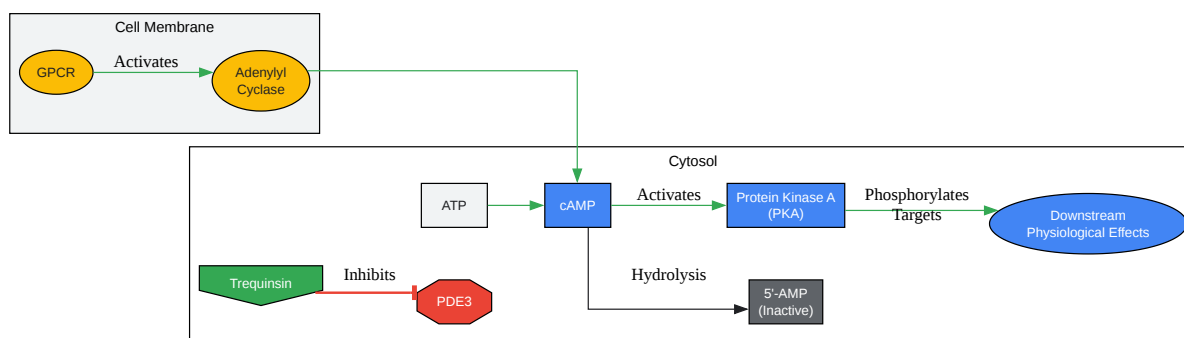 Cell Membrane
GPCR
Activates
Adenylyl
Cyclase
Cytosol
ATP
cAMP
Activates
Protein Kinase A
(PKA)
Phosphorylates
Targets
Downstream
Physiological Effects
Trequinsin
Inhibits
PDE3
Hydrolysis
5'-AMP
(Inactive)